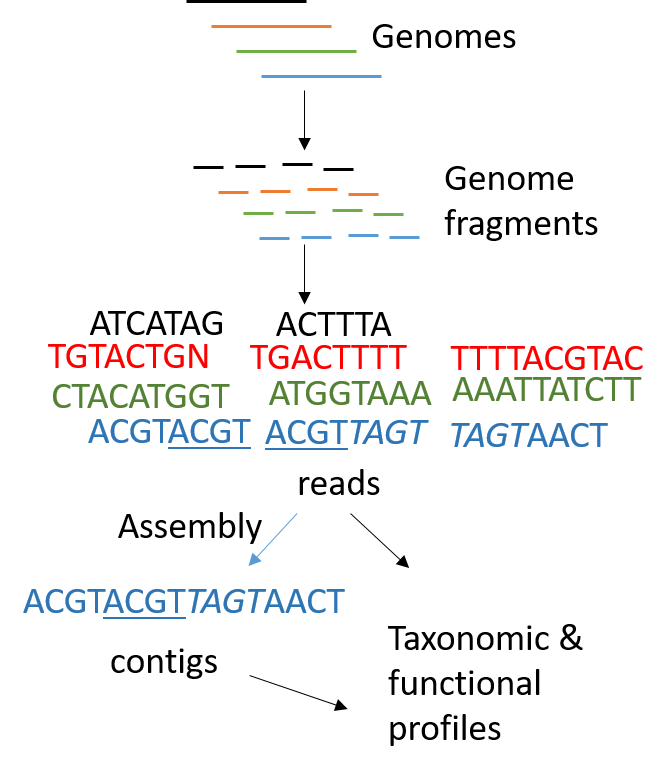 Genomes
Genome
fragments
ATCATAG ACTTTA
TGTACTGN TGACTTTT TTTTACGTAC
CTACATGGT ATGGTAAA AAATTATCTT
ACGTACGT ACGTTAGT TAGTAACT
reads
Assembly
ACGTACGTTAGTAACT
contigs
Taxonomic &
functional
profiles